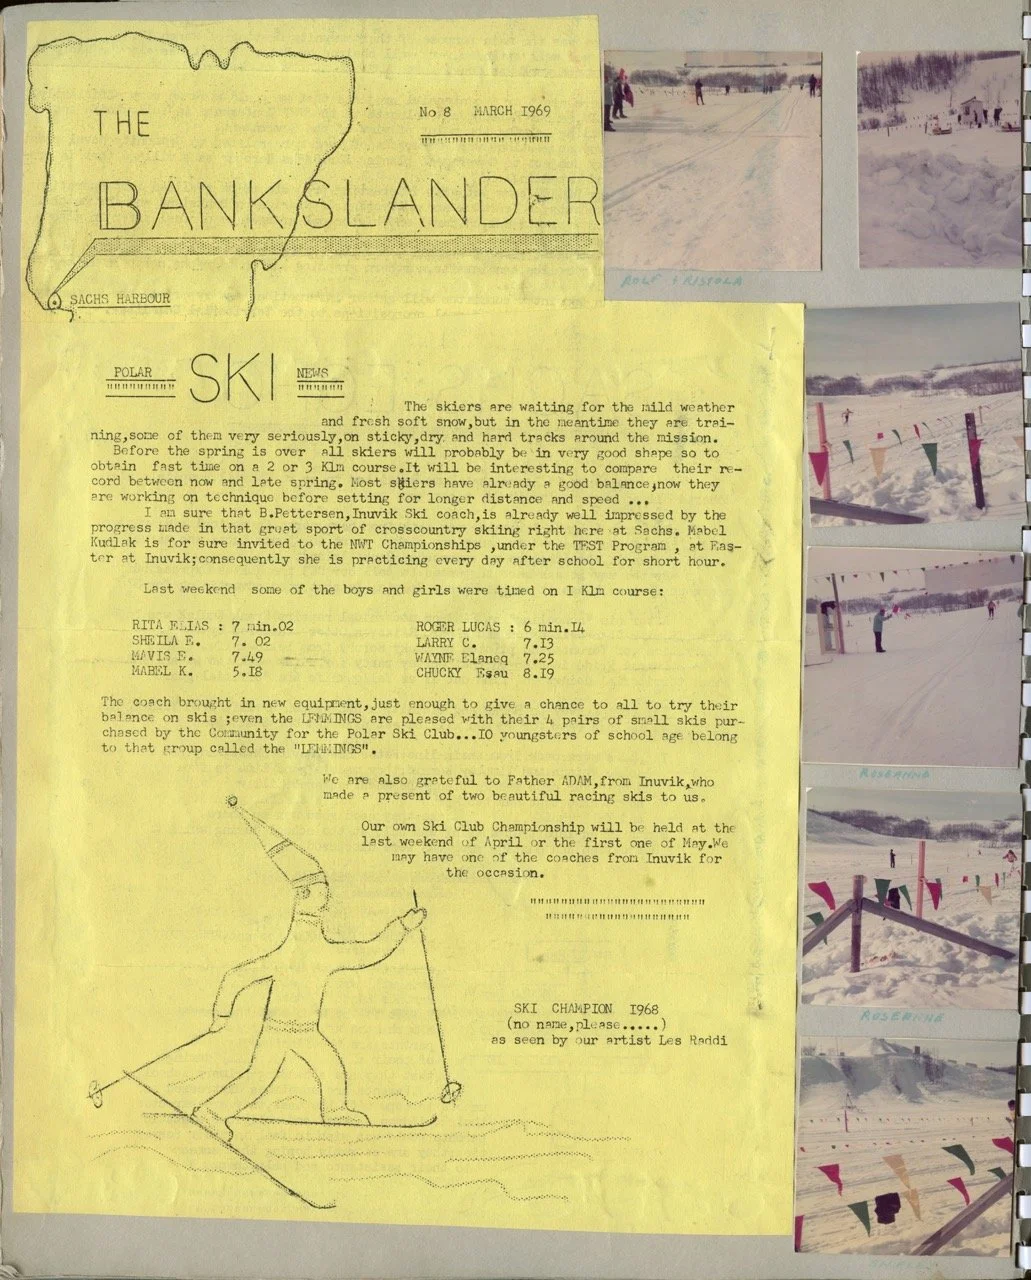 THE
No 8 MARCH 1969
BANKSLANDER
SACHS HARBOUR
POLAR SKI NEWS
The skiers are waiting for the mild weather
and fresh soft snow,but in the meantime they are trai-
ning,some of them very seriously,on sticky,dry and hard tracks around the mission.
Before the spring is over all skiers will probably be in very good shape so to
obtain fast time on a 2 or 3 Klm course.It will be interesting to compare their re-
cord between now and late spring. Most skiers have already a good balance,now they
are working on technique before setting for longer distance and speed ...
I am sure that B.Pettersen,Inuvik Ski coach,is already well impressed by the
progress made in that great sport of crosscountry skiing right here at Sachs. Mabel
Kudlak is for sure invited to the NWT Championships ,under the TEST Program , at Eas-
ter at Inuvik;consequently she is practicing every day after school for short hour.
Last weekend some of the boys and girls were timed on I Klm course:
RITA ELIAS : 7 min.02 ROGER LUCAS : 6 min.I4
SHEILA E. 7. 02 LARRY C. 7.I3
MAVIS E. 7.49 WAYNE Elancq 7.25
MABEL K. 5.I8 CHUCKY Esau 8.I9
The coach brought in new equipment,just enough to give a chance to all to try their
balance on skis ;even the LEMMINGS are pleased with their 4 pairs of small skis pur-
chased by the Community for the Polar Ski Club...IO youngsters of school age belong
to that group called the "LEMMINGS".
We are also grateful to Father ADAM,from Inuvik,who
made a present of two beautiful racing skis to us.
Our own Ski Club Championship will be held at the
last weekend of April or the first one of May.We
may have one of the coaches from Inuvik for
the occasion.
SKI CHAMPION I968
(no name,please.....)
as seen by our artist Les Raddi
ROLF +
ROSEANNE
ROSEANNE